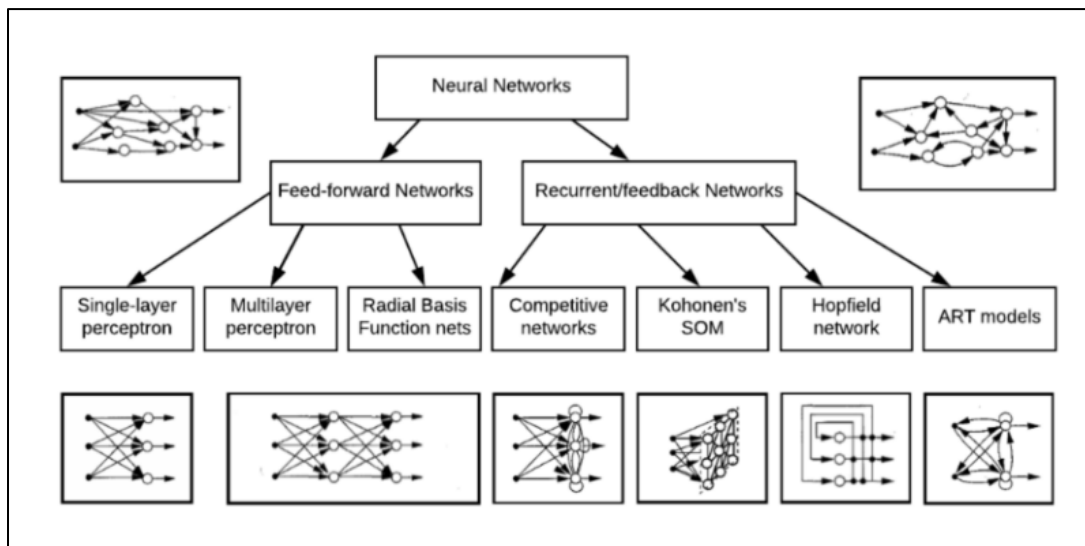 Neural Networks
Feed-forward Networks
Recurrent/feedback Networks
Single-layer
perceptron
Multilayer
perceptron
Radial Basis
Function nets
Competitive
networks
Kohonen's
SOM
Hopfield
network
ART models